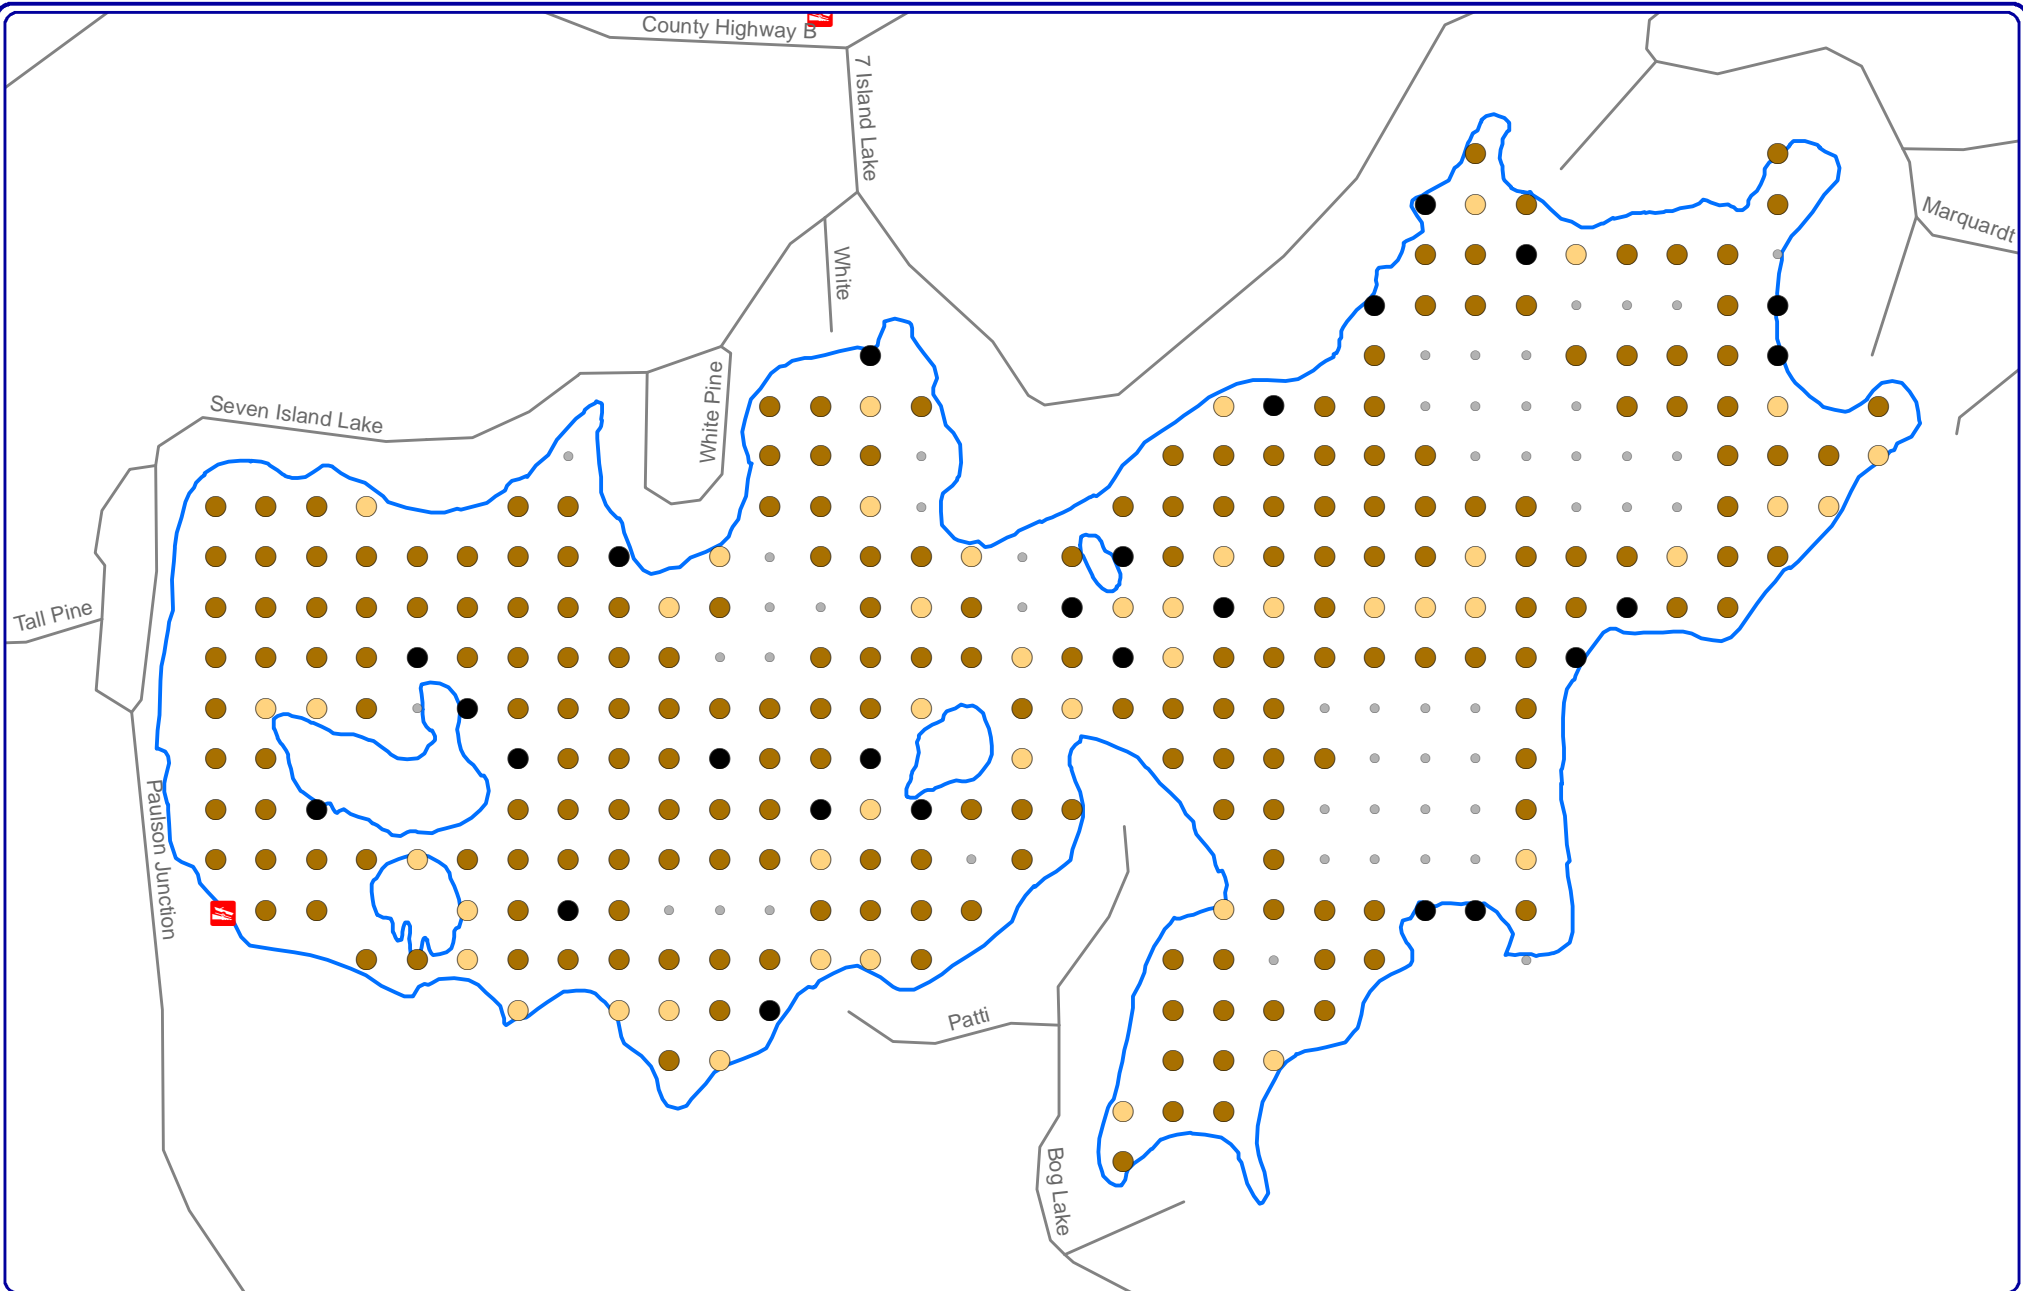 County Highway B
7 Island Lake
Marquardt
White
White Pine
Seven Island Lake
Tall Pine
Paulson Junction
Patti
Bog Lake